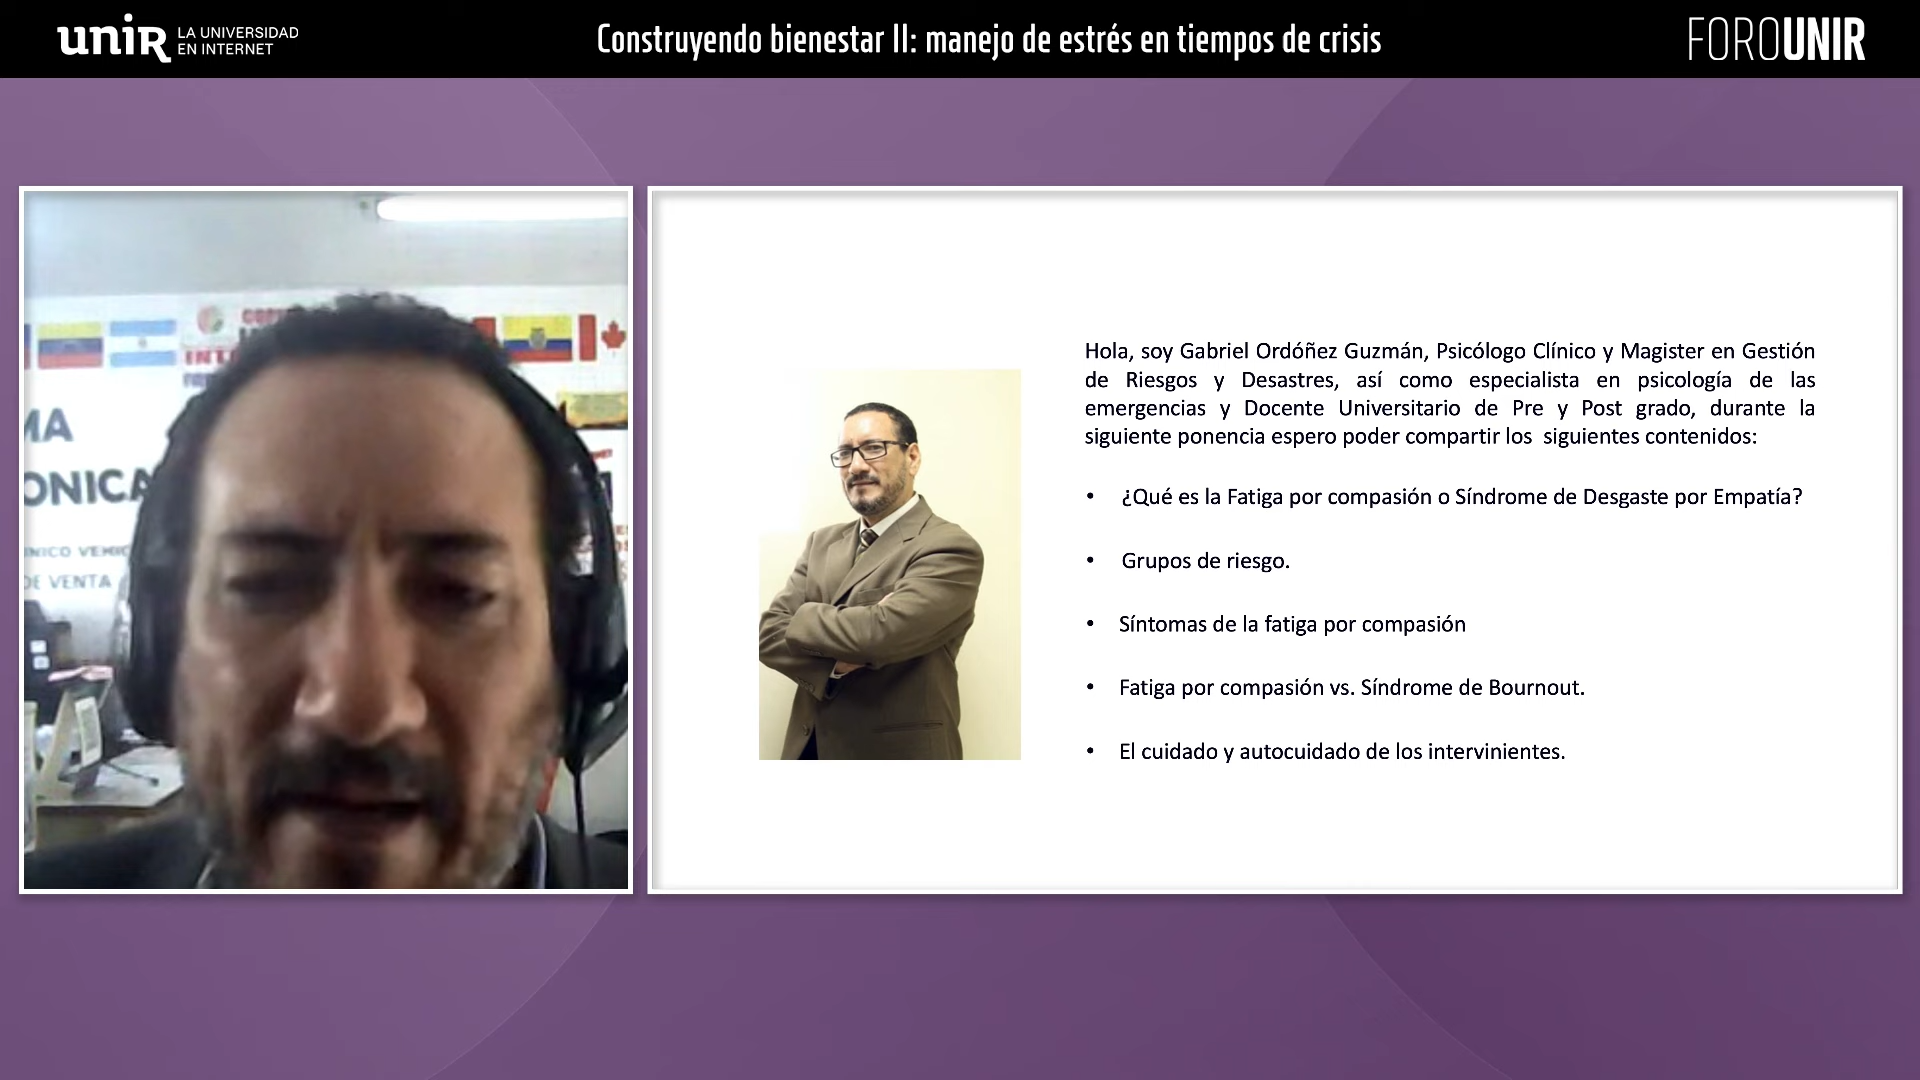 unir LA UNIVERSIDAD
EN INTERNET
Construyendo bienestar II: manejo de estrés en tiempos de crisis
FOROUNIR
MA
ONICA
NICO VEHIC
DE VENTA
Hola, soy Gabriel Ordóñez Guzmán, Psicólogo Clínico y Magister en Gestión
de Riesgos y Desastres, así como especialista en psicología de las
emergencias y Docente Universitario de Pre y Post grado, durante la
siguiente ponencia espero poder compartir los siguientes contenidos:
• ¿Qué es la Fatiga por compasión o Síndrome de Desgaste por Empatía?
• Grupos de riesgo.
• Síntomas de la fatiga por compasión
• Fatiga por compasión vs. Síndrome de Bournout.
• El cuidado y autocuidado de los intervinientes.